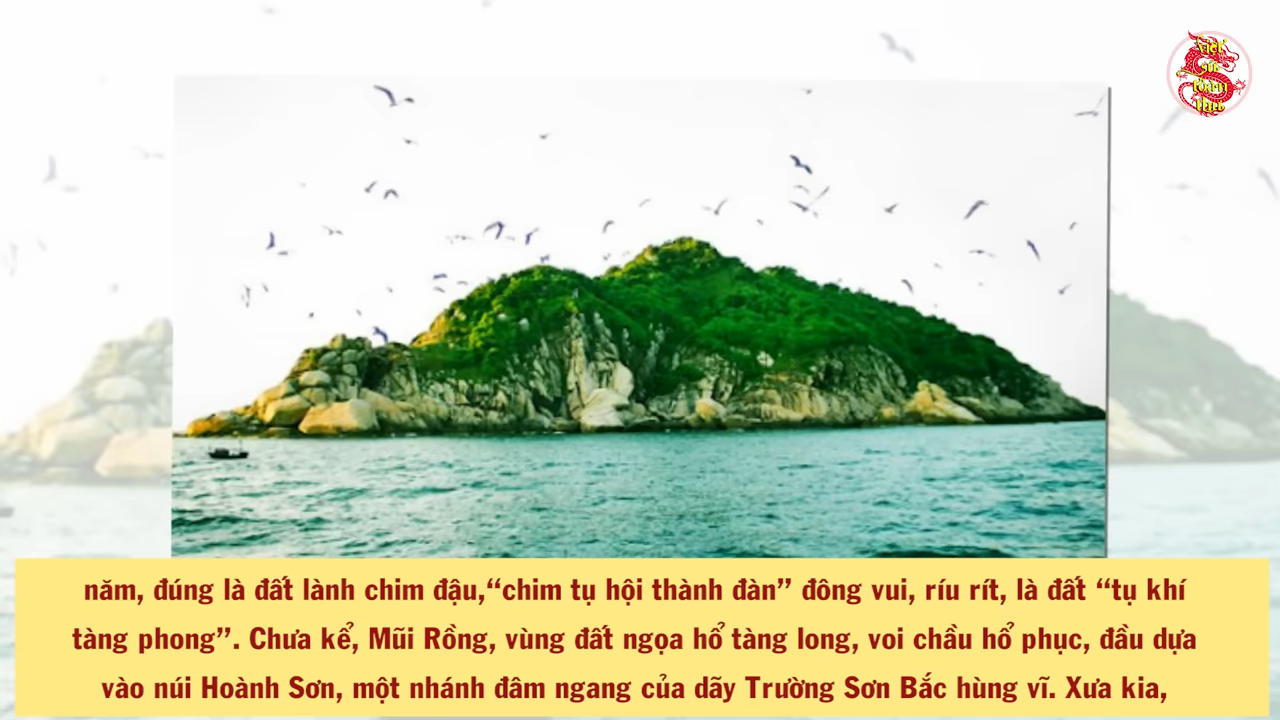 năm, đúng là đất lành chim đậu,“chim tụ hội thành đàn” đông vui, ríu rít, là đất “tụ khí
tàng phong”. Chưa kể, Mũi Rồng, vùng đất ngọa hổ tàng long, voi chầu hổ phục, đầu dựa
vào núi Hoành Sơn, một nhánh đâm ngang của dãy Trường Sơn Bắc hùng vĩ. Xưa kia,